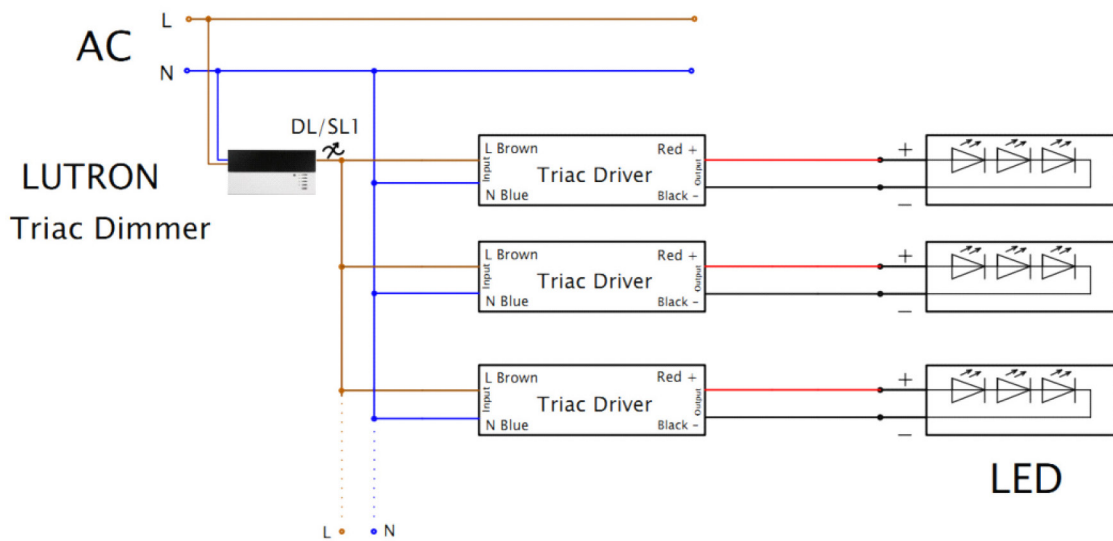 L
AC
N
DL/SL1
LUTRON
Triac Dimmer
L Brown
Red +
Input
Triac Driver
Output
N Blue
Black -
+
−
L Brown
Red +
Input
Triac Driver
Output
N Blue
Black -
+
−
L Brown
Red +
Input
Triac Driver
Output
N Blue
Black -
+
−
LED
L
N